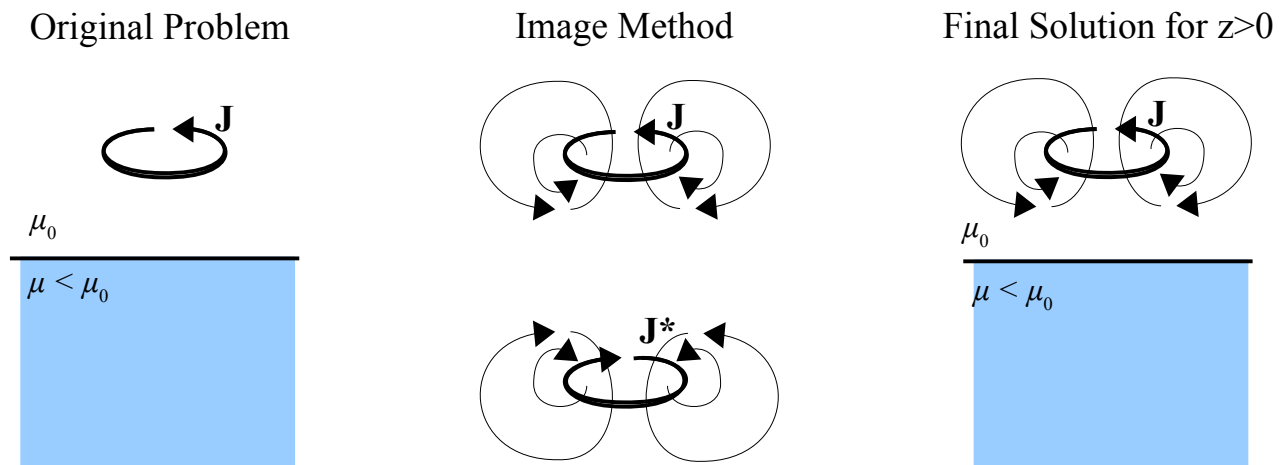 Original Problem
Image Method
Final Solution for z>0
J
J
J
μ₀
μ₀
μ < μ₀
μ < μ₀
J*